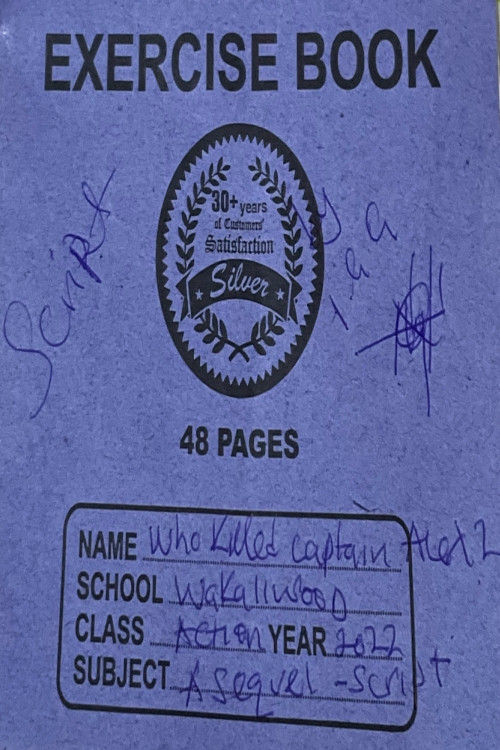 EXERCISE BOOK
30+ years
of Customers'
Satisfaction
Silver
Script
48 PAGES
NAME Who Killed captain Alex 2
SCHOOL Wakaliwood
CLASS Action YEAR 2022
SUBJECT A sequel - script